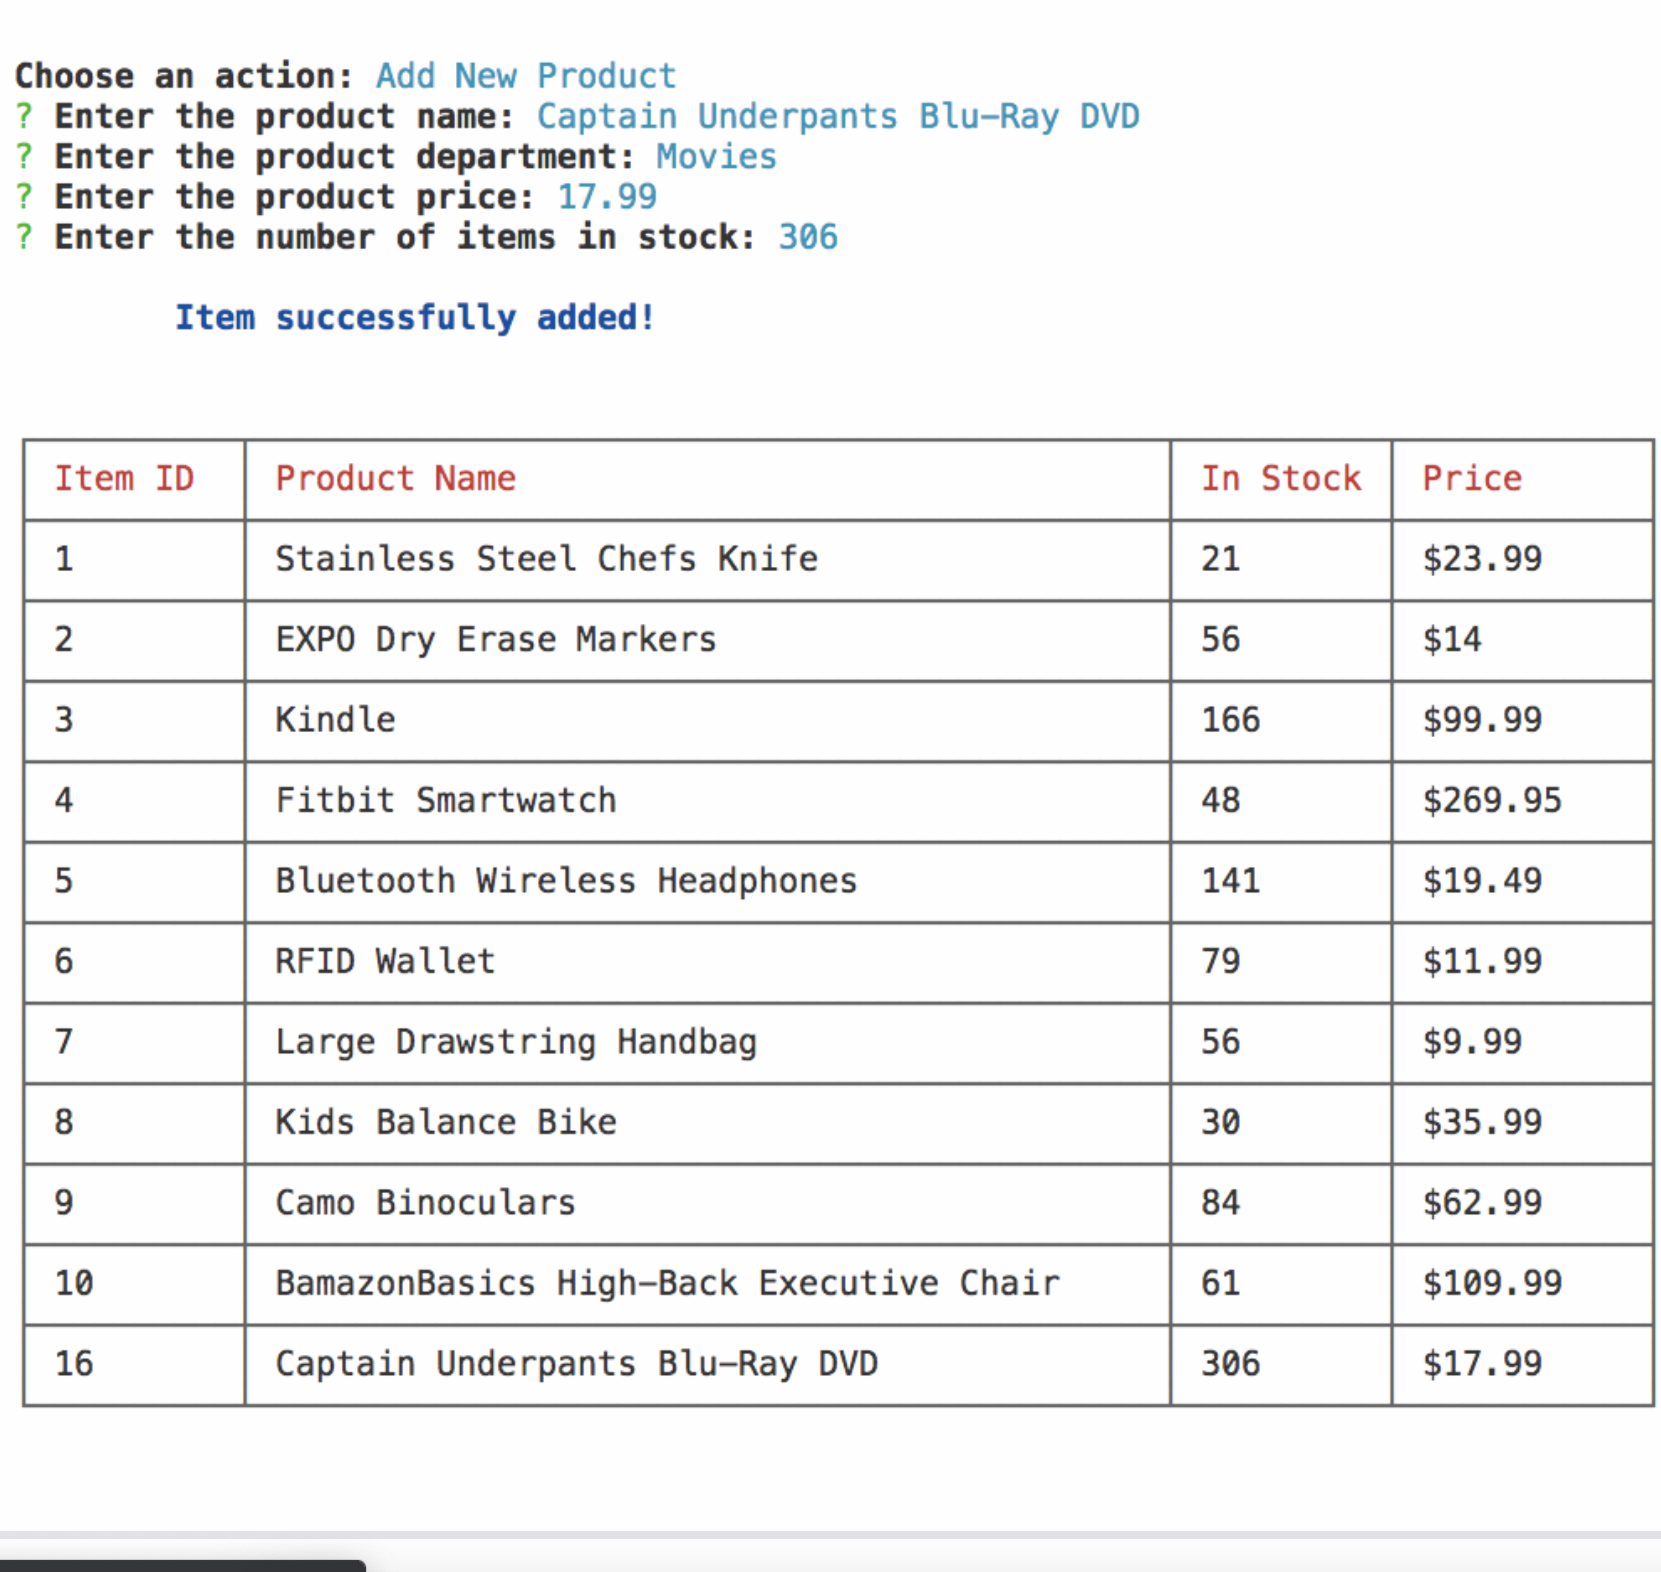 Choose an action: Add New Product
? Enter the product name: Captain Underpants Blu-Ray DVD
? Enter the product department: Movies
? Enter the product price: 17.99
? Enter the number of items in stock: 306
Item successfully added!
Item ID Product Name In Stock Price
1 Stainless Steel Chefs Knife 21 $23.99
2 EXPO Dry Erase Markers 56 $14
3 Kindle 166 $99.99
4 Fitbit Smartwatch 48 $269.95
5 Bluetooth Wireless Headphones 141 $19.49
6 RFID Wallet 79 $11.99
7 Large Drawstring Handbag 56 $9.99
8 Kids Balance Bike 30 $35.99
9 Camo Binoculars 84 $62.99
10 BamazonBasics High-Back Executive Chair 61 $109.99
16 Captain Underpants Blu-Ray DVD 306 $17.99